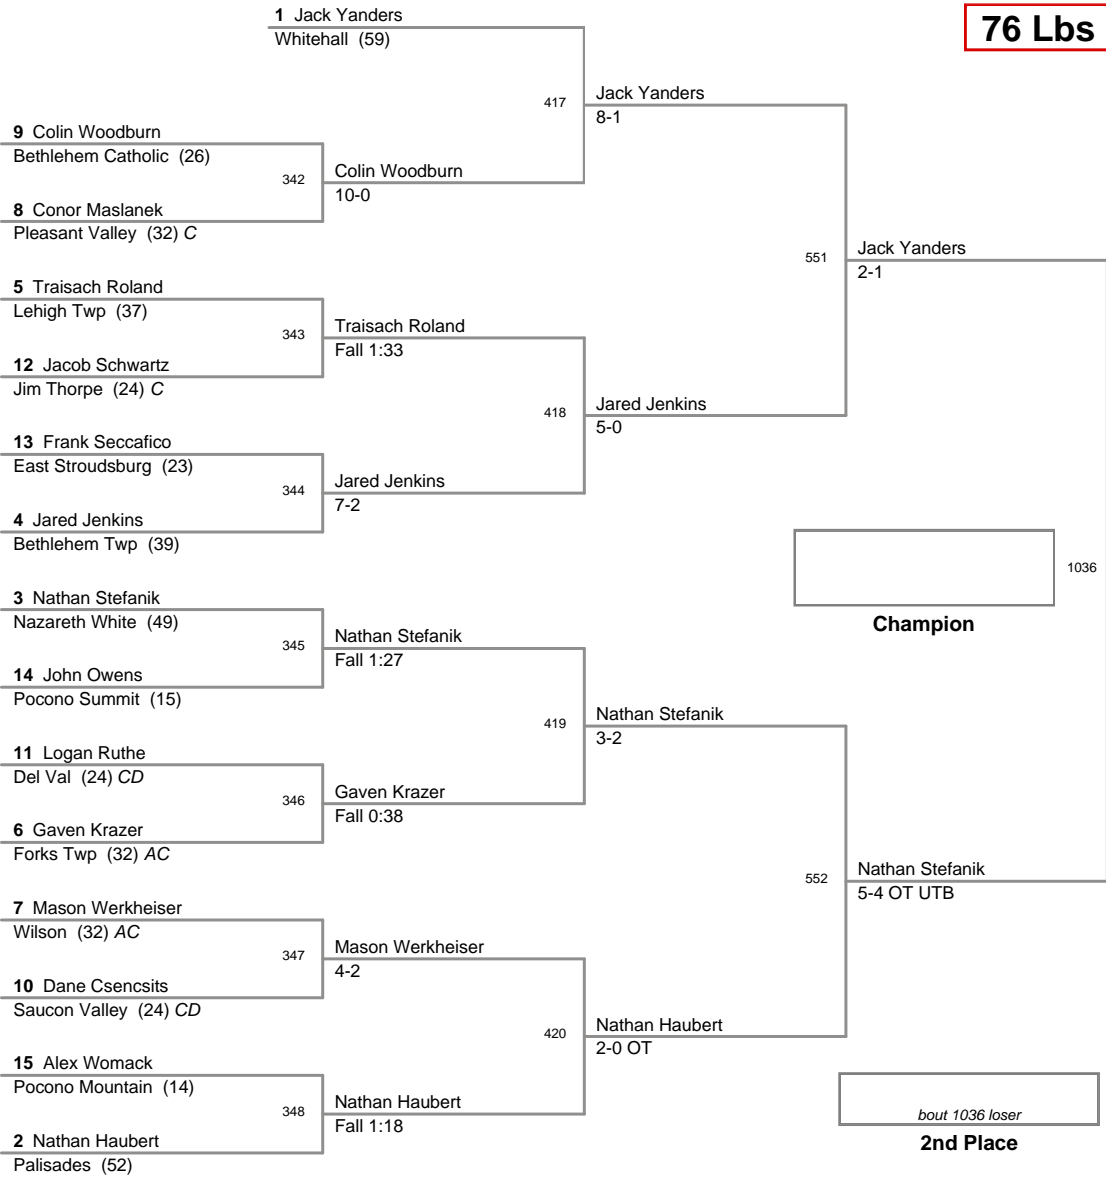 1 Jack Yanders
Whitehall (59)
76 Lbs
417
Jack Yanders
8-1
9 Colin Woodburn
Bethlehem Catholic (26)
342
Colin Woodburn
10-0
8 Conor Maslanek
Pleasant Valley (32) C
551
Jack Yanders
2-1
5 Traisach Roland
Lehigh Twp (37)
343
Traisach Roland
Fall 1:33
12 Jacob Schwartz
Jim Thorpe (24) C
418
Jared Jenkins
5-0
13 Frank Seccafico
East Stroudsburg (23)
344
Jared Jenkins
7-2
4 Jared Jenkins
Bethlehem Twp (39)
1036
Champion
3 Nathan Stefanik
Nazareth White (49)
345
Nathan Stefanik
Fall 1:27
14 John Owens
Pocono Summit (15)
419
Nathan Stefanik
3-2
11 Logan Ruthe
Del Val (24) CD
346
Gaven Krazer
Fall 0:38
6 Gaven Krazer
Forks Twp (32) AC
552
Nathan Stefanik
5-4 OT UTB
7 Mason Werkheiser
Wilson (32) AC
347
Mason Werkheiser
4-2
10 Dane Csencsits
Saucon Valley (24) CD
420
Nathan Haubert
2-0 OT
15 Alex Womack
Pocono Mountain (14)
348
Nathan Haubert
Fall 1:18
2 Nathan Haubert
Palisades (52)
bout 1036 loser
2nd Place